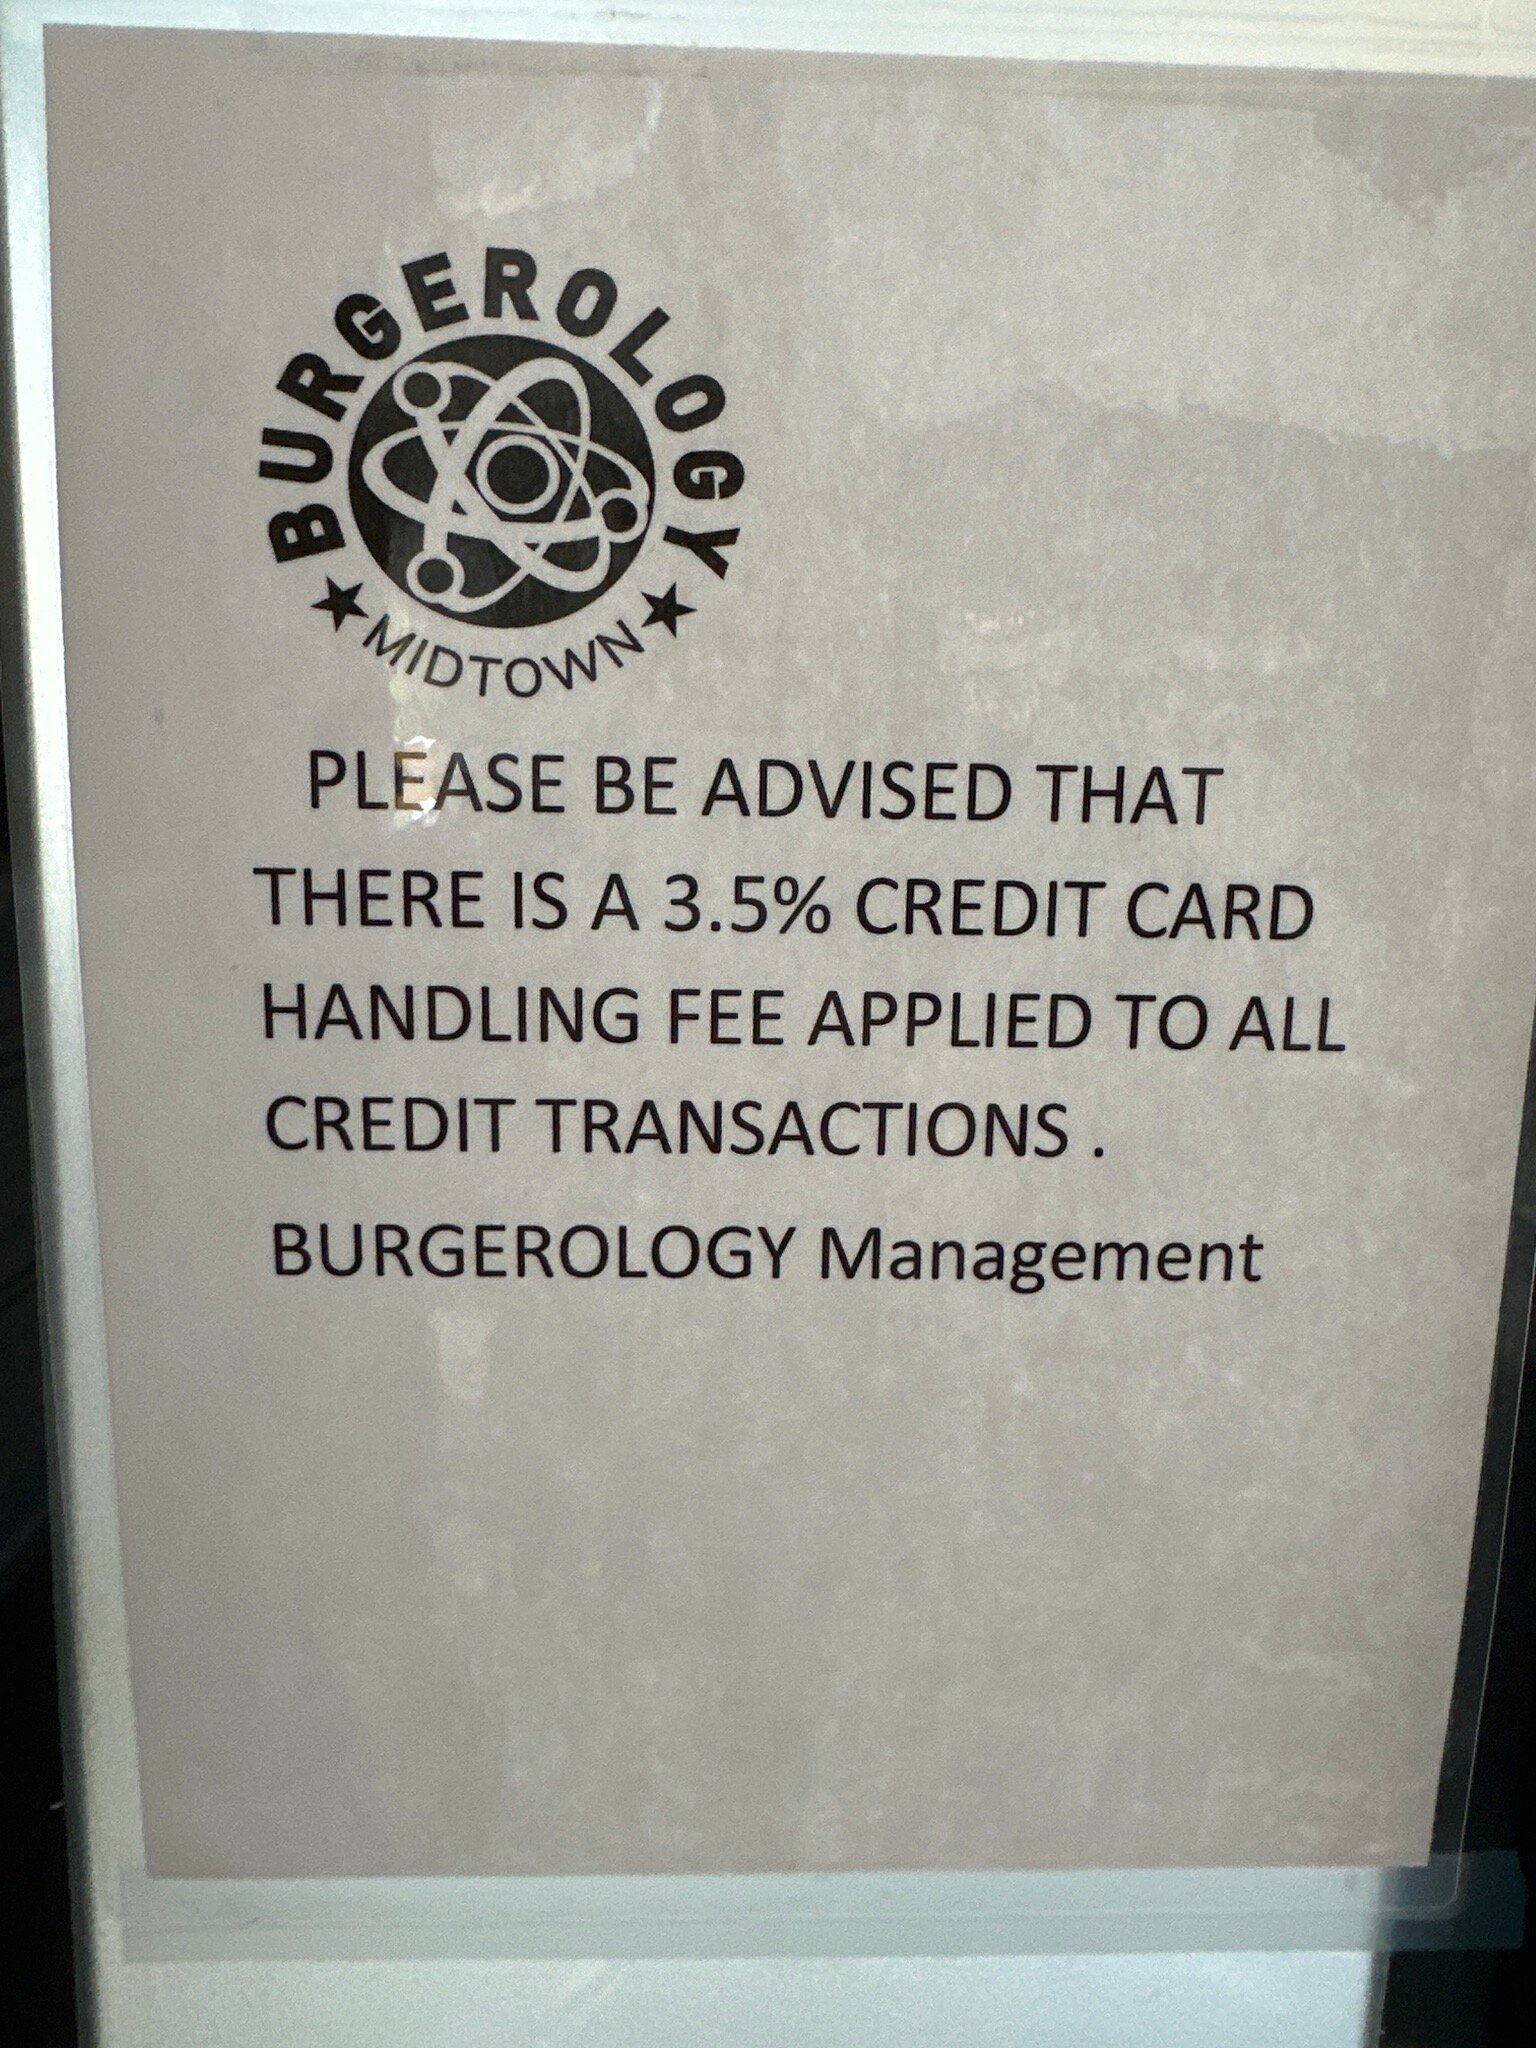 BURGEROLOGY
MIDTOWN
PLEASE BE ADVISED THAT
THERE IS A 3.5% CREDIT CARD
HANDLING FEE APPLIED TO ALL
CREDIT TRANSACTIONS .
BURGEROLOGY Management